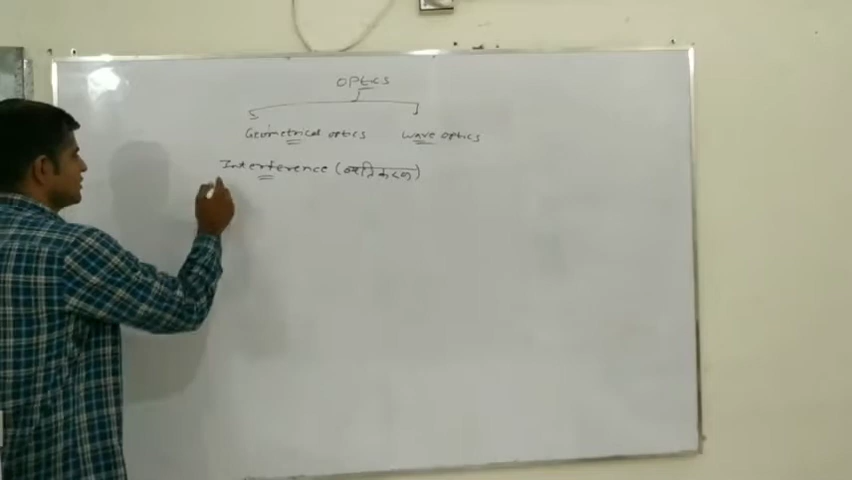 OPtics
Geometrical optics wave optics
Interference (व्यतिकरण)